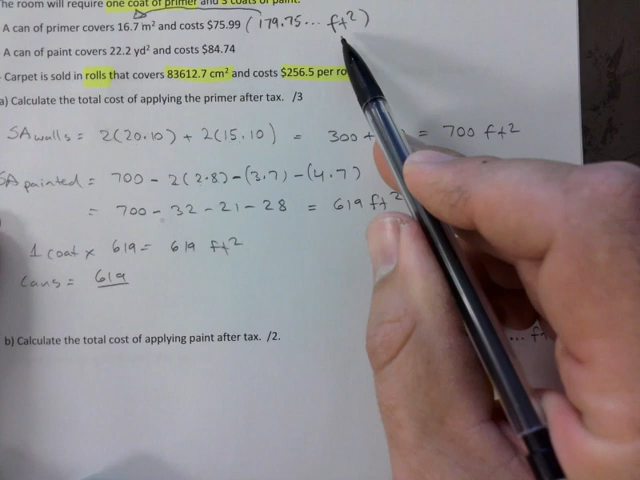 The room will require one coat of primer and 3 coats of paint.
A can of primer covers 16.7 m² and costs $75.99 (179.75... ft²)
A can of paint covers 22.2 yd² and costs $84.74
Carpet is sold in rolls that covers 83612.7 cm² and costs $256.5 per ro
a) Calculate the total cost of applying the primer after tax. /3
SA walls = 2(20·10) + 2(15·10) = 300 + = 700 ft²
SA painted = 700 - 2(2·8) - (3·7) - (4·7)
= 700 - 32 - 21 - 28 = 619 ft²
1 coat × 619 = 619 ft²
Cans = 619
b) Calculate the total cost of applying paint after tax. /2.